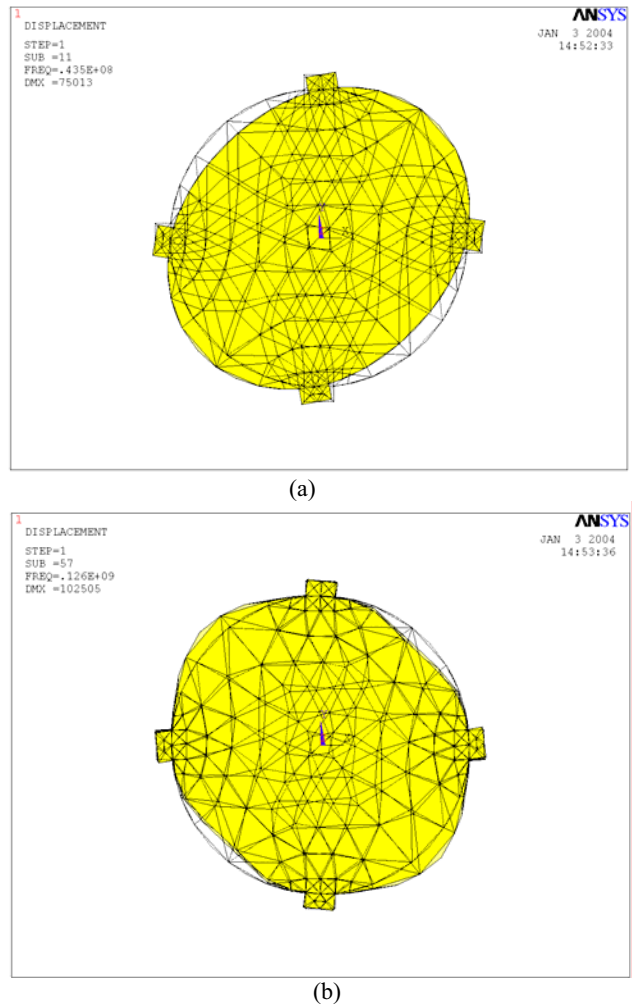 1
DISPLACEMENT
STEP=1
SUB =11
FREQ=.435E+08
DMX =75013
ANSYS
JAN 3 2004
14:52:33
(a)
1
DISPLACEMENT
STEP=1
SUB =57
FREQ=.126E+09
DMX =102505
ANSYS
JAN 3 2004
14:53:36
(b)